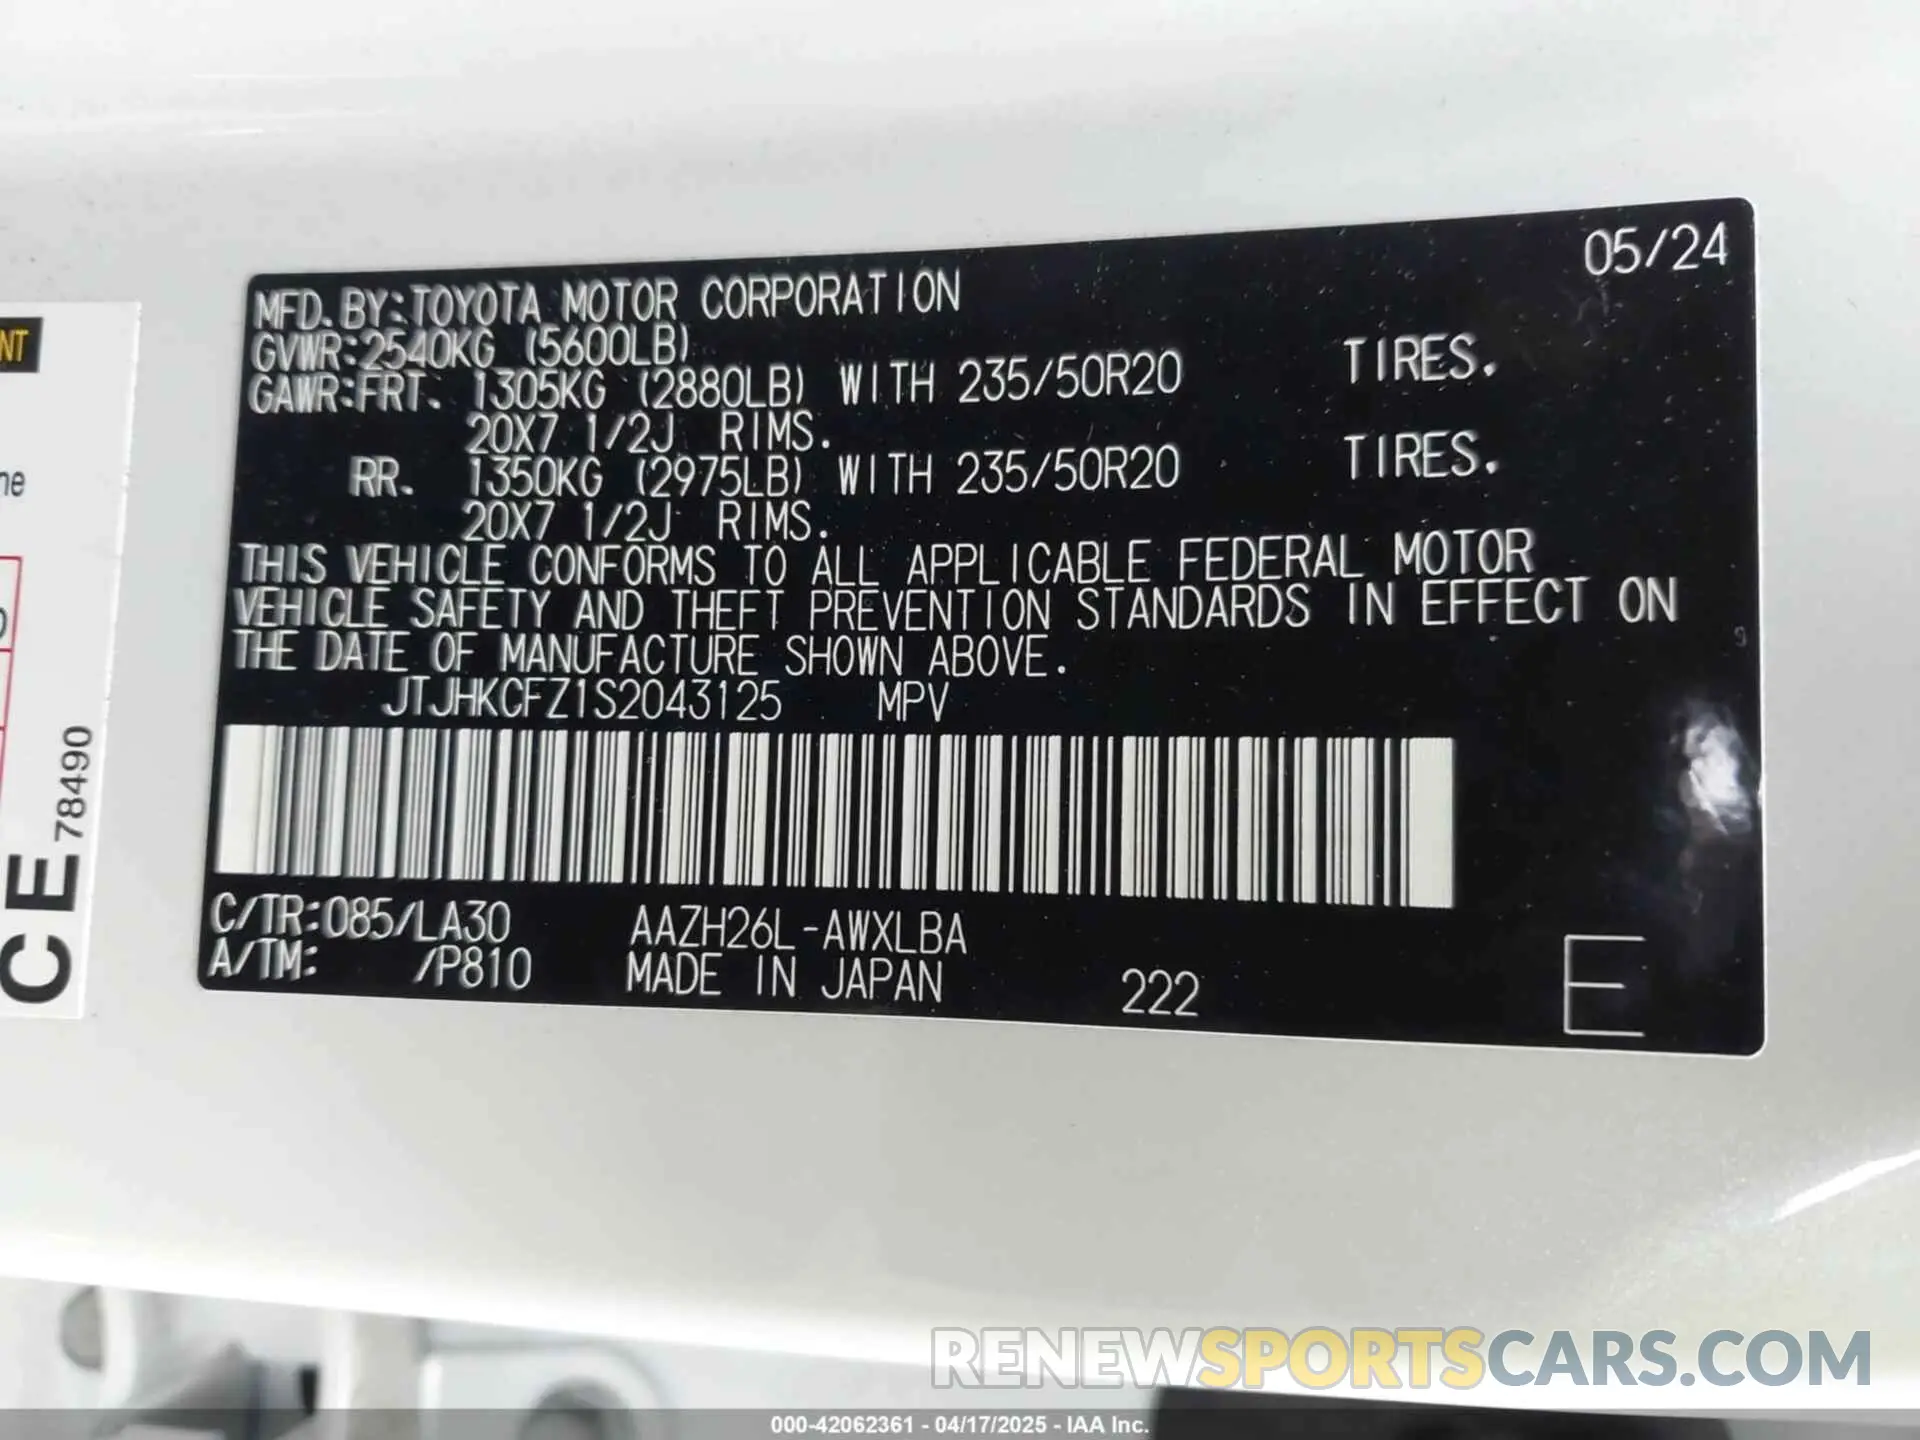 05/24
MFD.BY:TOYOTA MOTOR CORPORATION
GVWR:2540KG (5600LB)
GAWR:FRT. 1305KG (2880LB) WITH 235/50R20 TIRES.
20X7 1/2J RIMS.
RR. 1350KG (2975LB) WITH 235/50R20 TIRES.
20X7 1/2J RIMS.
THIS VEHICLE CONFORMS TO ALL APPLICABLE FEDERAL MOTOR
VEHICLE SAFETY AND THEFT PREVENTION STANDARDS IN EFFECT ON
THE DATE OF MANUFACTURE SHOWN ABOVE.
JTJHKCFZ1S2043125 MPV
C/TR:085/LA30 AAZH26L-AWXLBA
A/TM: /P810 MADE IN JAPAN 222
E
NT
ne
CE 78490
RENEWSPORTSCARS.COM
000-42062361 - 04/17/2025 - IAA Inc.